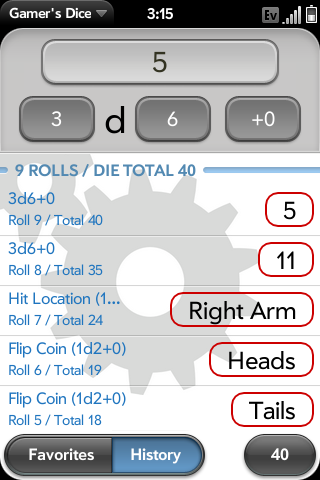 Gamer's Dice 3:15 Ev
5
3 d 6 +0
9 ROLLS / DIE TOTAL 40
3d6+0
Roll 9 / Total 40
5
3d6+0
Roll 8 / Total 35
11
Hit Location (1...
Roll 7 / Total 24
Right Arm
Flip Coin (1d2+0)
Roll 6 / Total 19
Heads
Flip Coin (1d2+0)
Roll 5 / Total 18
Tails
Favorites History 40